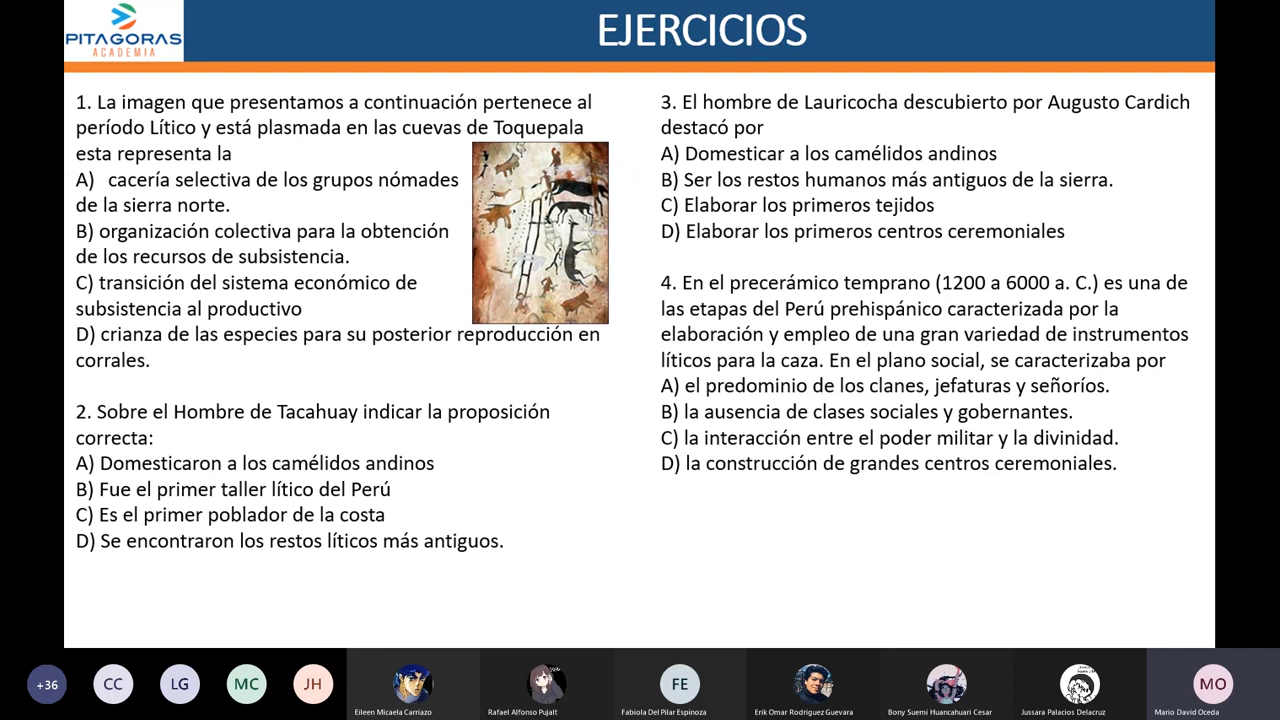 PITAGORAS
ACADEMIA
EJERCICIOS
1. La imagen que presentamos a continuación pertenece al
período Lítico y está plasmada en las cuevas de Toquepala
esta representa la
A) cacería selectiva de los grupos nómades
de la sierra norte.
B) organización colectiva para la obtención
de los recursos de subsistencia.
C) transición del sistema económico de
subsistencia al productivo
D) crianza de las especies para su posterior reproducción en
corrales.
2. Sobre el Hombre de Tacahuay indicar la proposición
correcta:
A) Domesticaron a los camélidos andinos
B) Fue el primer taller lítico del Perú
C) Es el primer poblador de la costa
D) Se encontraron los restos líticos más antiguos.
3. El hombre de Lauricocha descubierto por Augusto Cardich
destacó por
A) Domesticar a los camélidos andinos
B) Ser los restos humanos más antiguos de la sierra.
C) Elaborar los primeros tejidos
D) Elaborar los primeros centros ceremoniales
4. En el precerámico temprano (1200 a 6000 a. C.) es una de
las etapas del Perú prehispánico caracterizada por la
elaboración y empleo de una gran variedad de instrumentos
líticos para la caza. En el plano social, se caracterizaba por
A) el predominio de los clanes, jefaturas y señoríos.
B) la ausencia de clases sociales y gobernantes.
C) la interacción entre el poder militar y la divinidad.
D) la construcción de grandes centros ceremoniales.
+36
CC
LG
MC
JH
FE
MO
Eileen Micaela Carriazo
Rafael Alfonso Pujalt
Fabiola Del Pilar Espinoza
Erik Omar Rodriguez Guevara
Bony Suemi Huancahuari Cesar
Jussara Palacios Delacruz
Mario David Oceda